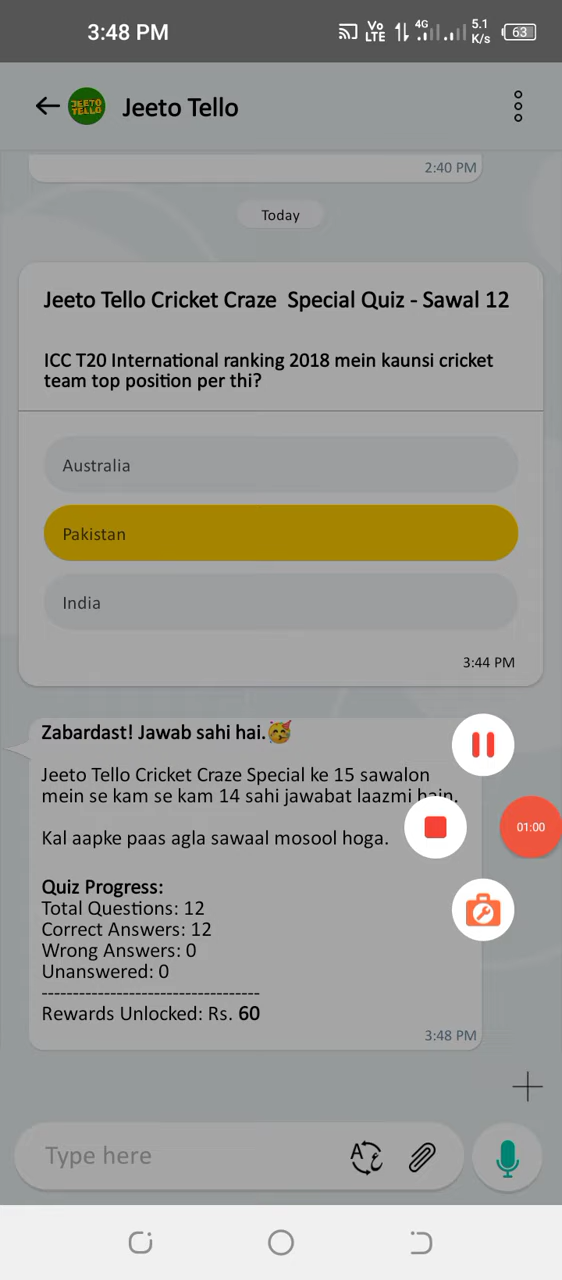 3:48 PM
Vo LTE 4G 5.1 K/s 63
JEETO TELLO
Jeeto Tello
2:40 PM
Today
Jeeto Tello Cricket Craze  Special Quiz - Sawal 12
ICC T20 International ranking 2018 mein kaunsi cricket
team top position per thi?
Australia
Pakistan
India
3:44 PM
Zabardast! Jawab sahi hai.🥳
Jeeto Tello Cricket Craze Special ke 15 sawalon
mein se kam se kam 14 sahi jawabat laazmi hain.
01:00
Kal aapke paas agla sawaal mosool hoga.
Quiz Progress:
Total Questions: 12
Correct Answers: 12
Wrong Answers: 0
Unanswered: 0
-----------------------------------
Rewards Unlocked: Rs. 60
3:48 PM
Type here
A ع